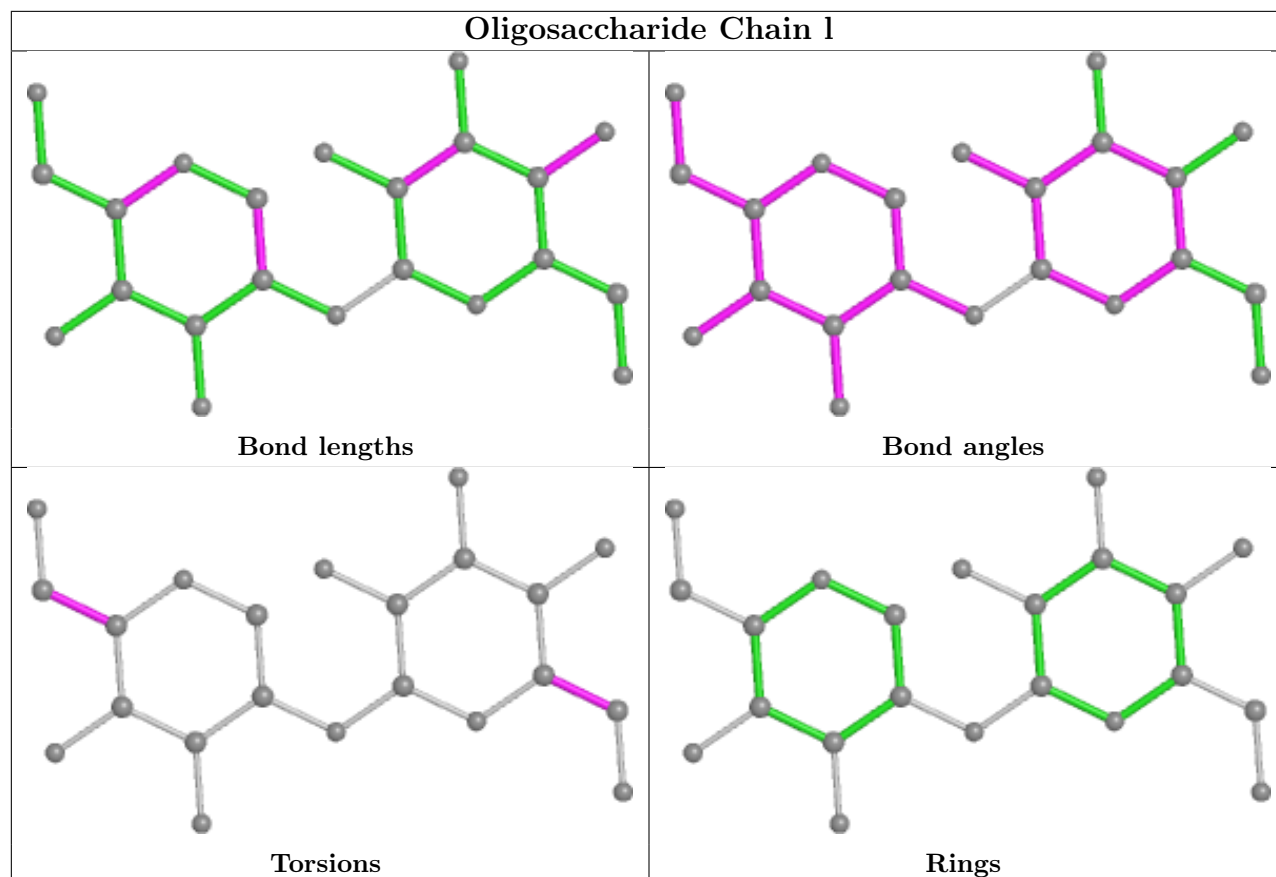 Oligosaccharide Chain l
Bond lengths
Bond angles
Torsions
Rings